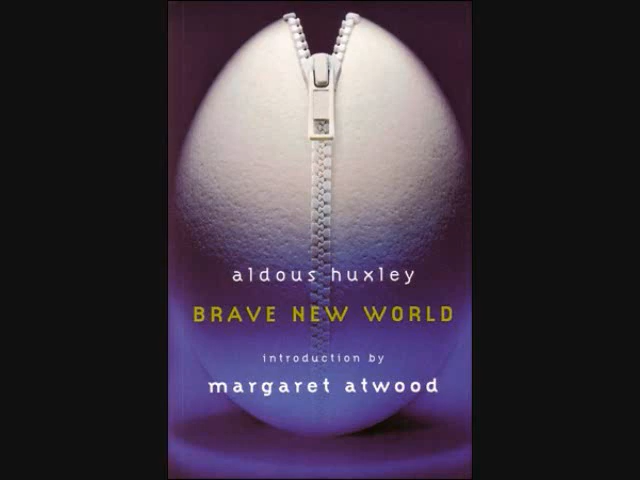 aldous huxley
BRAVE NEW WORLD
introduction by
margaret atwood